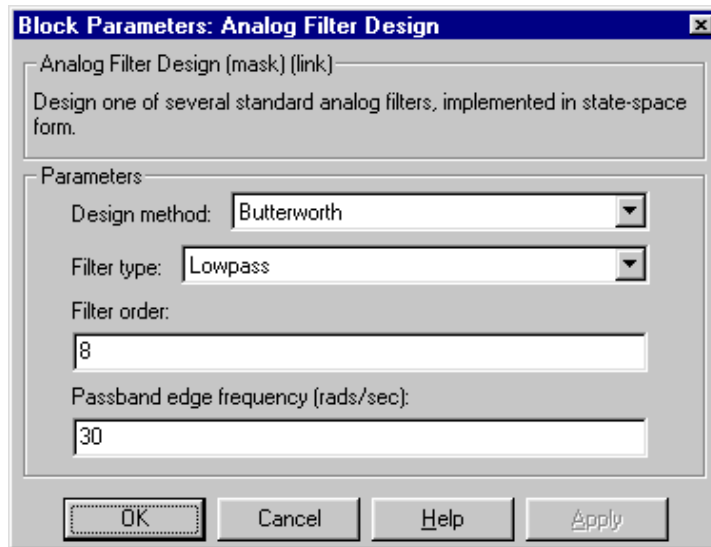 Block Parameters: Analog Filter Design
Analog Filter Design (mask) (link)
Design one of several standard analog filters, implemented in state-space
form.
Parameters
Design method: Butterworth
Filter type: Lowpass
Filter order:
8
Passband edge frequency (rads/sec):
30
OK Cancel Help Apply